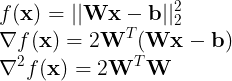 f(𝐱) = ||𝐖𝐱 − 𝐛||₂²
∇f(𝐱) = 2𝐖ᵀ(𝐖𝐱 − 𝐛)
∇²f(𝐱) = 2𝐖ᵀ𝐖